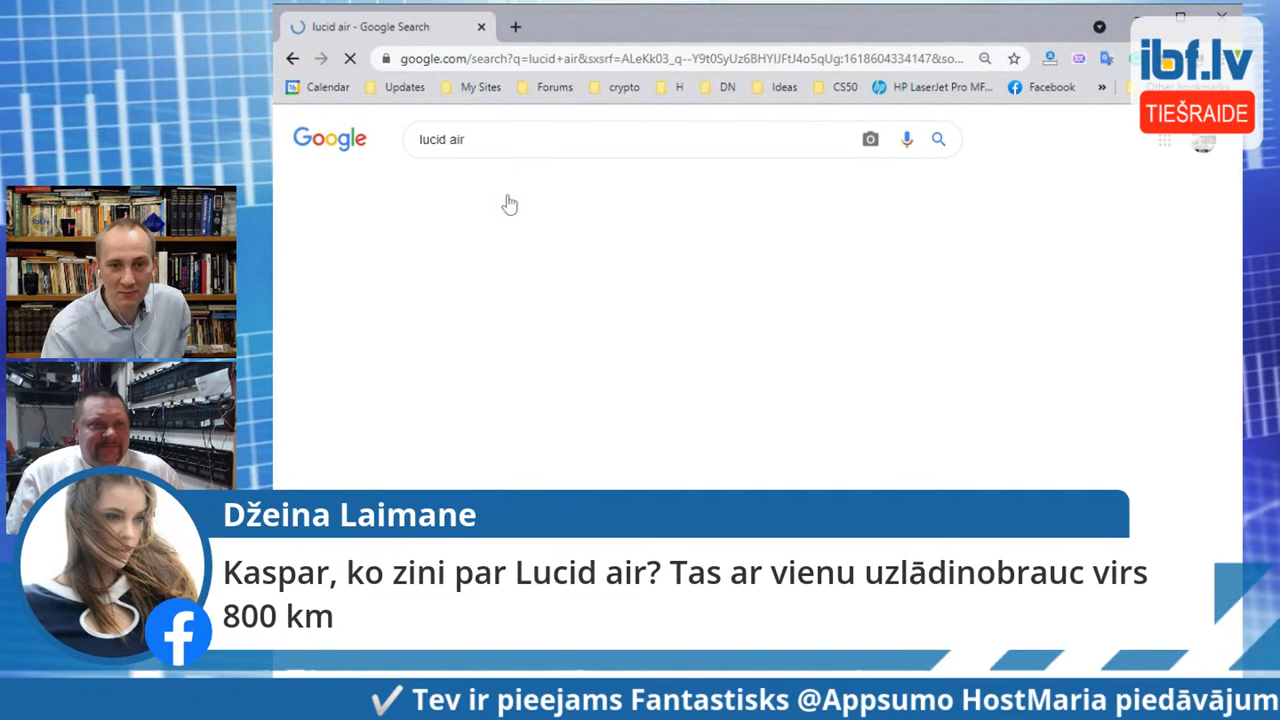 lucid air - Google Search
google.com/search?q=lucid+air&sxsrf=ALeKk03_q--Y9t0SyUz6BHYIJFtJ4o5qUg:1618604334147&so...
Calendar Updates My Sites Forums crypto H DN Ideas CS50 HP LaserJet Pro MF... Facebook » Other bookmarks
ibf.lv
TIEŠRAIDE
Google
lucid air
Džeina Laimane
Kaspar, ko zini par Lucid air? Tas ar vienu uzlādinobrauc virs
800 km
✔ Tev ir pieejams Fantastisks @Appsumo HostMaria piedāvājum